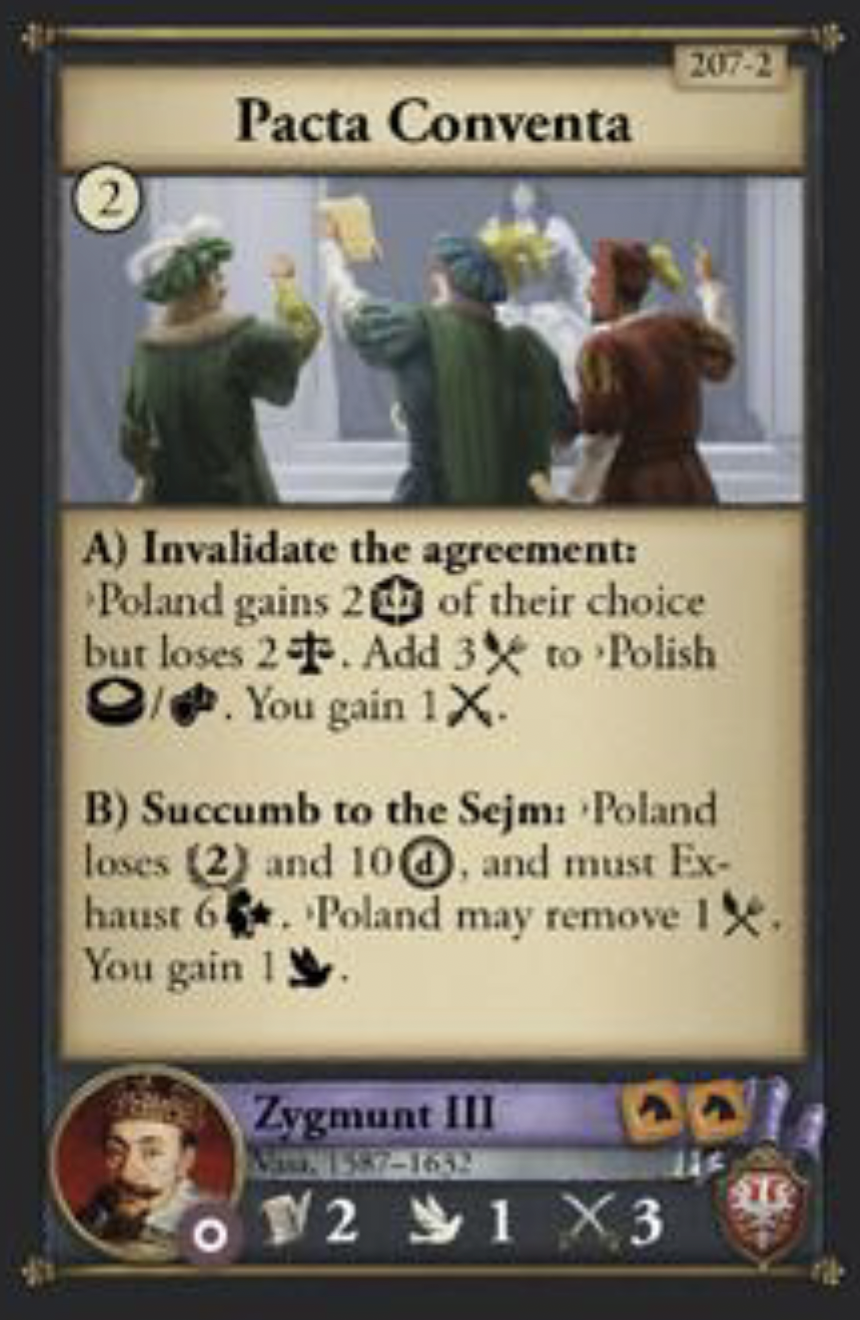 207-2
Pacta Conventa
2
A) Invalidate the agreement:
Poland gains 2 of their choice
but loses 2 . Add 3 to Polish
/ . You gain 1 .
B) Succumb to the Sejm: Poland
loses (2) and 10 d , and must Ex-
haust 6 . Poland may remove 1 .
You gain 1 .
Zygmunt III
Vasa, 1587–1632
2 1 3